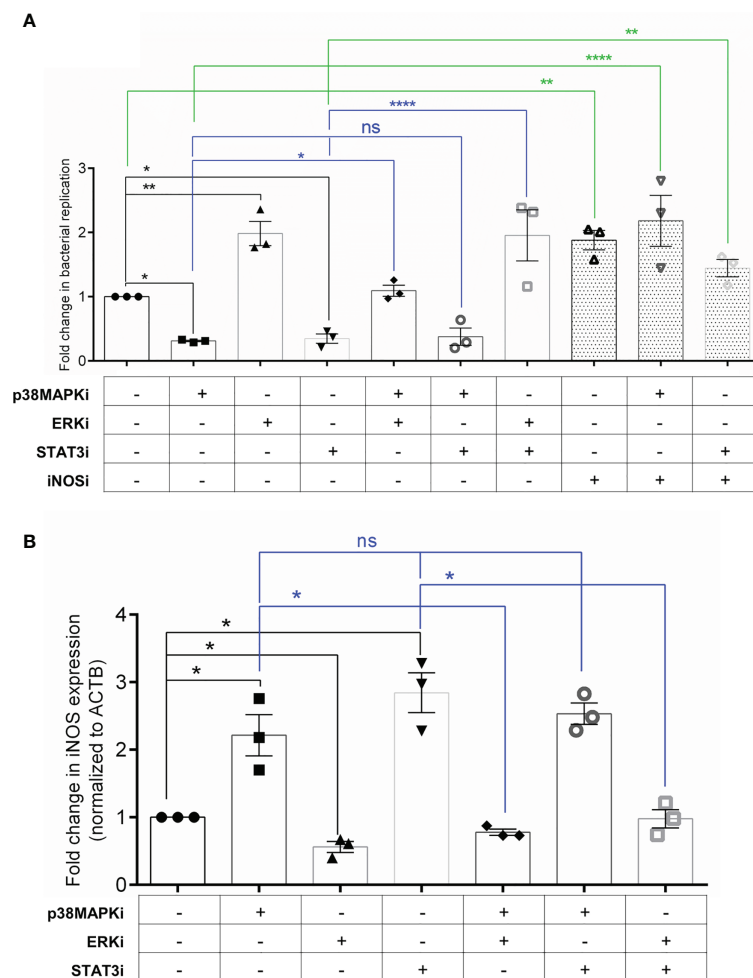 A
**
****
**
****
ns
*
*
**
*
Fold change in bacterial replication
3
2
1
0
p38MAPKi - + - - + + - - + -
ERKi - - + - + - + - - -
STAT3i - - - + - + + - - +
iNOSi - - - - - - - + + +
B
ns
*
*
*
*
*
Fold change in iNOS expression
(normalized to ACTB)
4
3
2
1
0
p38MAPKi - + - - + + -
ERKi - - + - + - +
STAT3i - - - + - + +